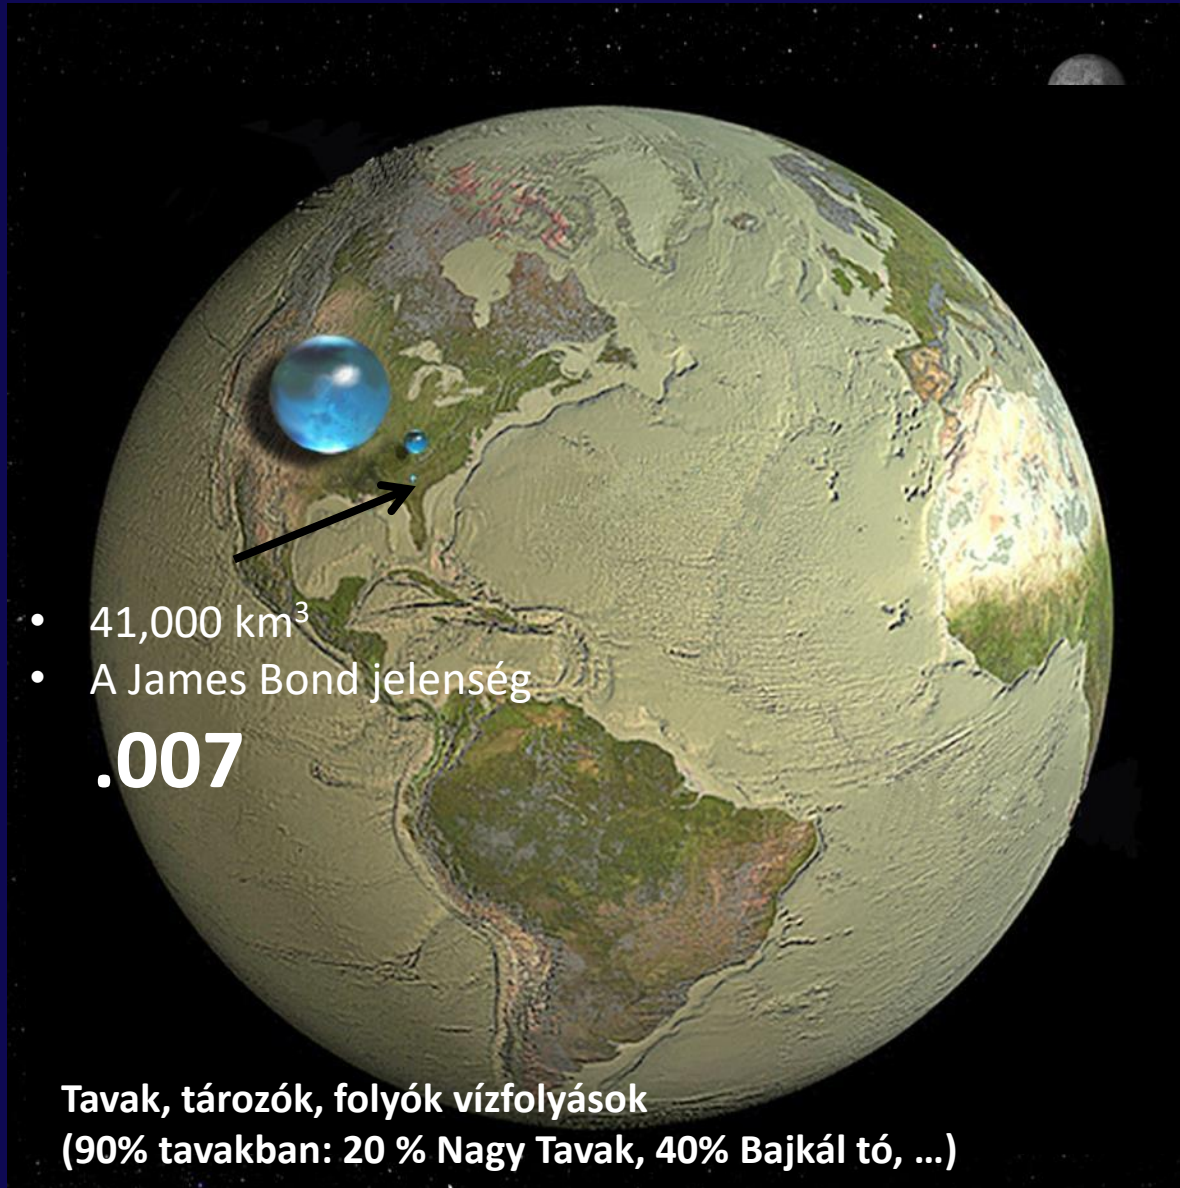 • 41,000 km³
• A James Bond jelenség
.007
Tavak, tározók, folyók vízfolyások
(90% tavakban: 20 % Nagy Tavak, 40% Bajkál tó, ...)